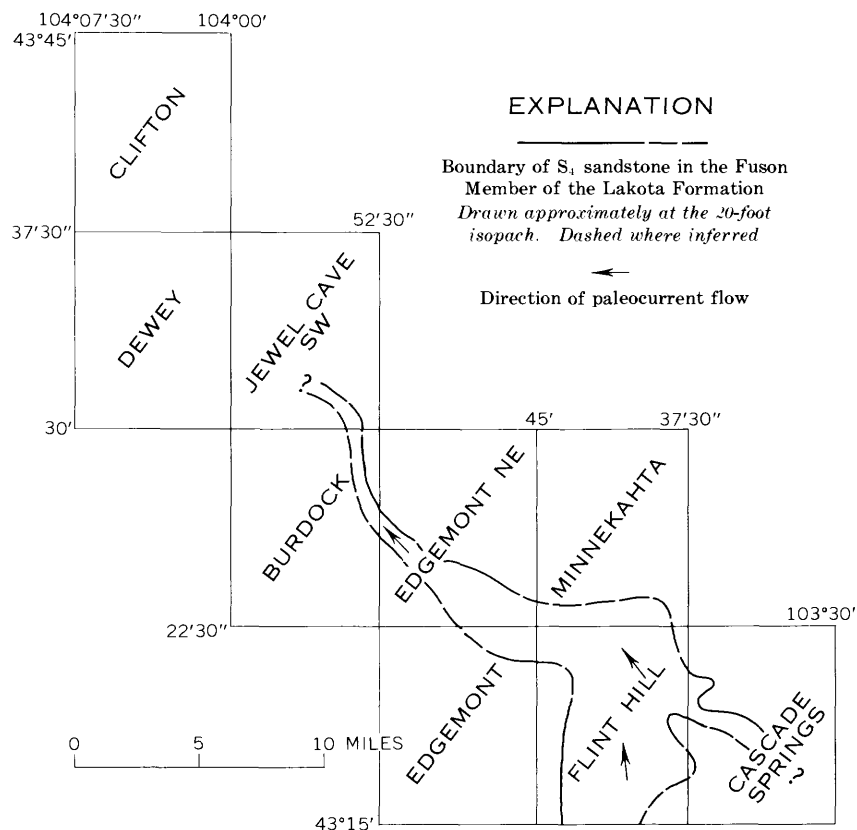 104°07'30" 104°00'
43°45'
CLIFTON
EXPLANATION
Boundary of S₄ sandstone in the Fuson
Member of the Lakota Formation
Drawn approximately at the 20-foot
isopach. Dashed where inferred
Direction of paleocurrent flow
37'30"
52'30"
DEWEY
JEWEL CAVE
SW
?
30'
45'
37'30"
BURDOCK
EDGEMONT NE
MINNEKAHTA
22'30"
103°30'
EDGEMONT
FLINT HILL
CASCADE
SPRINGS
?
0 5 10 MILES
43°15'